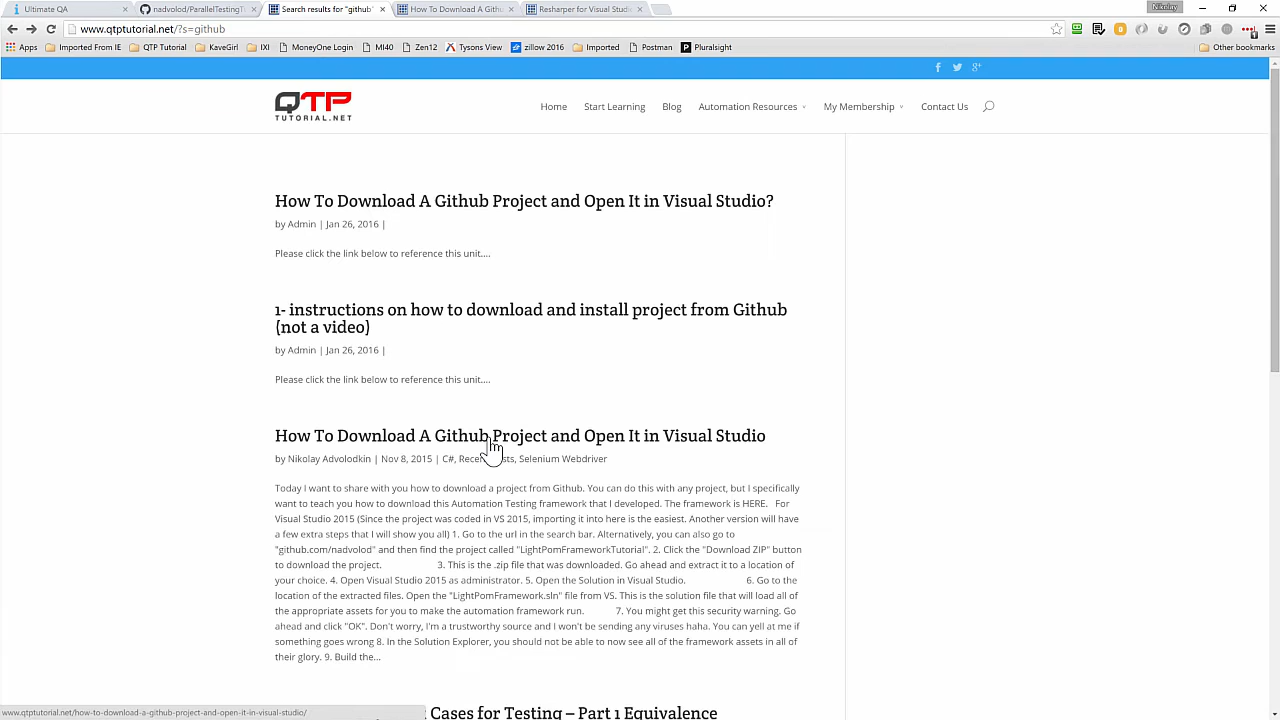 Ultimate QA
nadvolod/ParallelTestingT
Search results for "github"
How To Download A Githu
Resharper for Visual Studi
Nikolay
www.qtptutorial.net/?s=github
Apps
Imported From IE
QTP Tutorial
KaveGirl
IXI
MoneyOne Login
MI40
Zen12
Tysons View
zillow 2016
Imported
Postman
Pluralsight
Other bookmarks
QTP
TUTORIAL.NET
Home
Start Learning
Blog
Automation Resources
My Membership
Contact Us
How To Download A Github Project and Open It in Visual Studio?
by Admin | Jan 26, 2016 |
Please click the link below to reference this unit....
1- instructions on how to download and install project from Github
(not a video)
by Admin | Jan 26, 2016 |
Please click the link below to reference this unit....
How To Download A Github Project and Open It in Visual Studio
by Nikolay Advolodkin | Nov 8, 2015 | C#, Recent Posts, Selenium Webdriver
Today I want to share with you how to download a project from Github. You can do this with any project, but I specifically
want to teach you how to download this Automation Testing framework that I developed. The framework is HERE. For
Visual Studio 2015 (Since the project was coded in VS 2015, importing it into here is the easiest. Another version will have
a few extra steps that I will show you all) 1. Go to the url in the search bar. Alternatively, you can also go to
"github.com/nadvolod" and then find the project called "LightPomFrameworkTutorial". 2. Click the "Download ZIP" button
to download the project. 3. This is the .zip file that was downloaded. Go ahead and extract it to a location of
your choice. 4. Open Visual Studio 2015 as administrator. 5. Open the Solution in Visual Studio. 6. Go to the
location of the extracted files. Open the "LightPomFramework.sln" file from VS. This is the solution file that will load all of
the appropriate assets for you to make the automation framework run. 7. You might get this security warning. Go
ahead and click "OK". Don't worry, I'm a trustworthy source and I won't be sending any viruses haha. You can yell at me if
something goes wrong 8. In the Solution Explorer, you should not be able to now see all of the framework assets in all of
their glory. 9. Build the...
Cases for Testing – Part 1 Equivalence
www.qtptutorial.net/how-to-download-a-github-project-and-open-it-in-visual-studio/